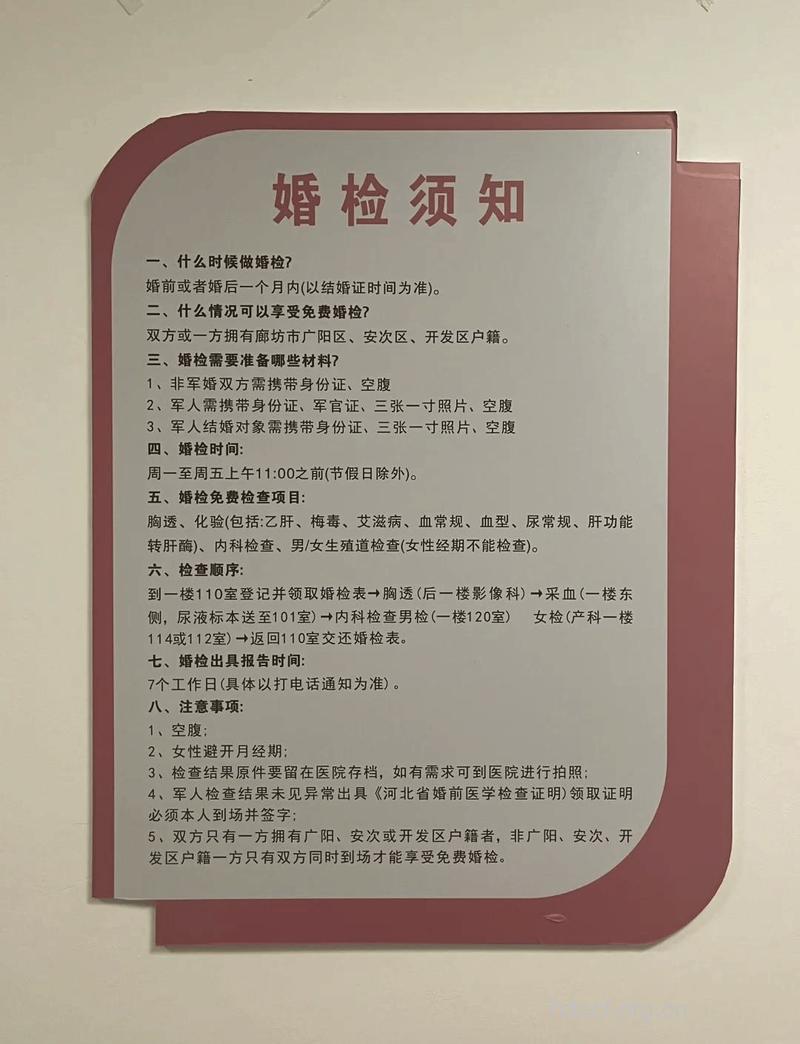 婚检须知
一、什么时候做婚检?
婚前或者婚后一个月内(以结婚证时间为准)。
二、什么情况可以享受免费婚检?
双方或一方拥有廊坊市广阳区、安次区、开发区户籍。
三、婚检需要准备哪些材料?
1、非军婚双方需携带身份证、空腹
2、军人需携带身份证、军官证、三张一寸照片、空腹
3、军人结婚对象需携带身份证、三张一寸照片、空腹
四、婚检时间:
周一至周五上午11:00之前(节假日除外)。
五、婚检免费检查项目:
胸透、化验(包括:乙肝、梅毒、艾滋病、血常规、血型、尿常规、肝功能
转肝酶)、内科检查、男/女生殖道检查(女性经期不能检查)。
六、检查顺序:
到一楼110室登记并领取婚检表→胸透(后一楼影像科)→采血(一楼东
侧，尿液标本送至101室)→内科检查男检(一楼120室) 女检(产科一楼
114或112室)→返回110室交还婚检表。
七、婚检出具报告时间:
7个工作日(具体以打电话通知为准)。
八、注意事项:
1、空腹;
2、女性避开月经期;
3、检查结果原件要留在医院存档，如有需求可到医院进行拍照;
4、军人检查结果未见异常出具《河北省婚前医学检查证明)领取证明
必须本人到场并签字;
5、双方只有一方拥有广阳、安次或开发区户籍者，非广阳、安次、开
发区户籍一方只有双方同时到场才能享受免费婚检。